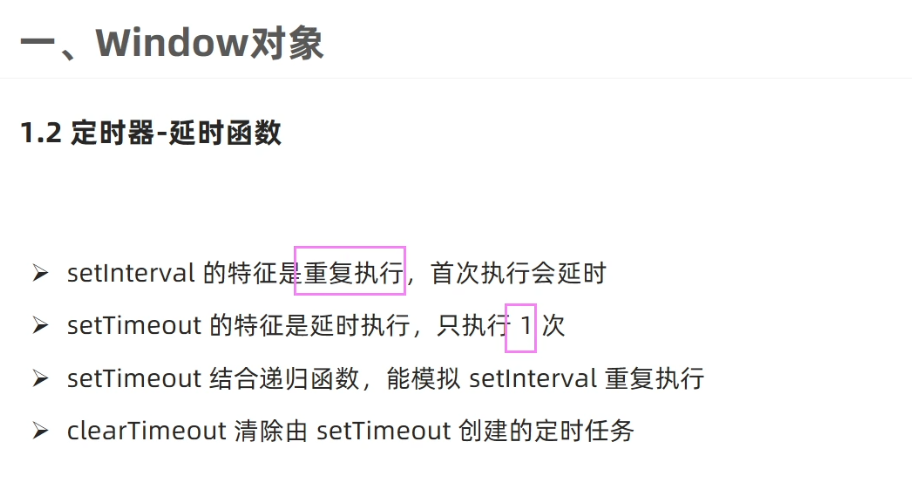 一、Window对象
1.2 定时器-延时函数
➢ setInterval 的特征是重复执行，首次执行会延时
➢ setTimeout 的特征是延时执行，只执行 1 次
➢ setTimeout 结合递归函数，能模拟 setInterval 重复执行
➢ clearTimeout 清除由 setTimeout 创建的定时任务